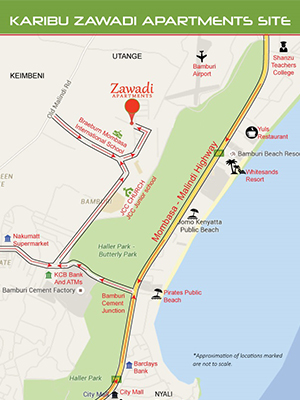 KARIBU ZAWADI APARTMENTS SITE
UTANGE
KEIMBENI
Bamburi
Airport
Shanzu
Teachers
College
Old Malindi Rd
Zawadi
APARTMENTS
Braeburn Mombasa
International School
Yuls
Restaurant
Bamburi Beach Resort
Whitesands
Resort
Mombasa - Malindi Highway
JCC CHURCH
JCC Junior school
BAMBURI
Jomo Kenyatta
Public Beach
Nakumatt
Supermarket
Haller Park -
Butterfly Park
KCB Bank
And ATMs
Bamburi Cement Factory
Bamburi
Cement
Junction
Pirates Public
Beach
Barclays
Bank
*Approximation of locations marked
are not to scale.
Haller Park
City Mall
City Mall
NYALI